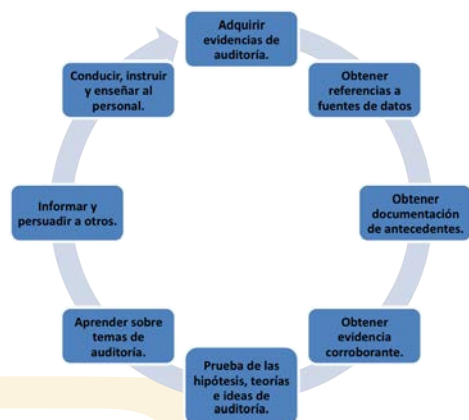 Adquirir
evidencias de
auditoría.
Obtener
referencias a
fuentes de datos
Obtener
documentación
de antecedentes.
Obtener
evidencia
corroborante.
Prueba de las
hipótesis, teorías
e ideas de
auditoría.
Aprender sobre
temas de
auditoría.
Informar y
persuadir a otros.
Conducir, instruir
y enseñar al
personal.